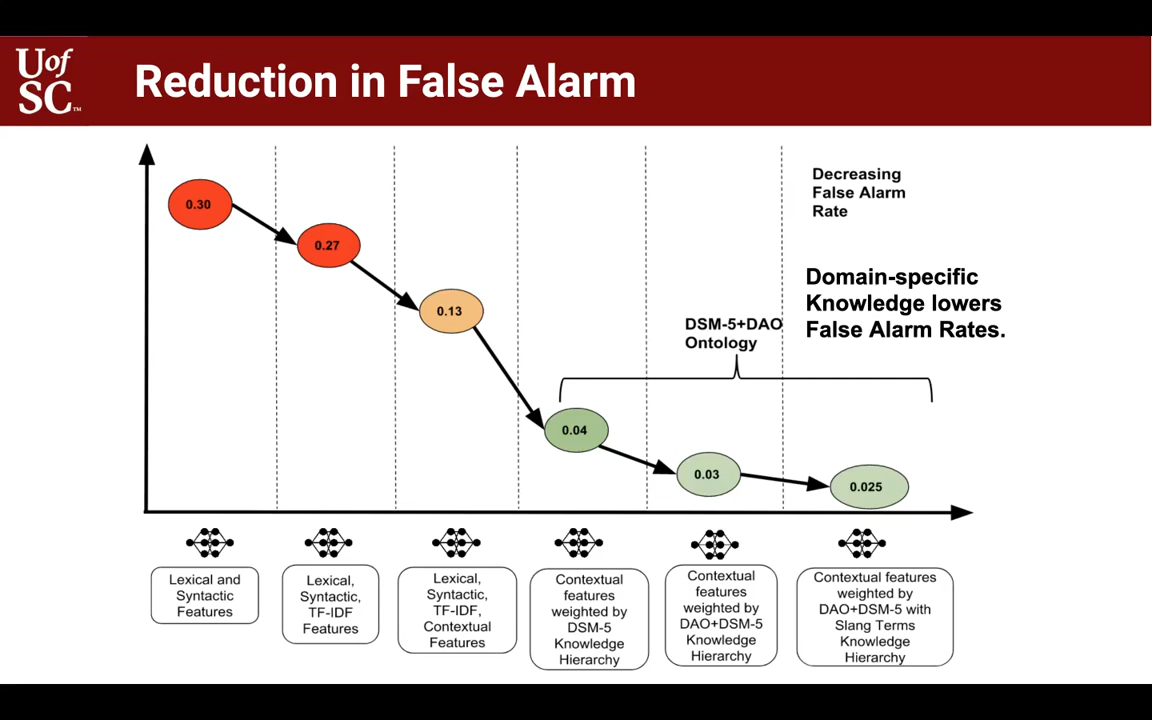 Uof
SC™
Reduction in False Alarm
0.30
0.27
0.13
0.04
0.03
0.025
Decreasing
False Alarm
Rate
Domain-specific
Knowledge lowers
False Alarm Rates.
DSM-5+DAO
Ontology
Lexical and
Syntactic
Features
Lexical,
Syntactic,
TF-IDF
Features
Lexical,
Syntactic,
TF-IDF,
Contextual
Features
Contextual
features
weighted by
DSM-5
Knowledge
Hierarchy
Contextual
features
weighted by
DAO+DSM-5
Knowledge
Hierarchy
Contextual features
weighted by
DAO+DSM-5 with
Slang Terms
Knowledge
Hierarchy